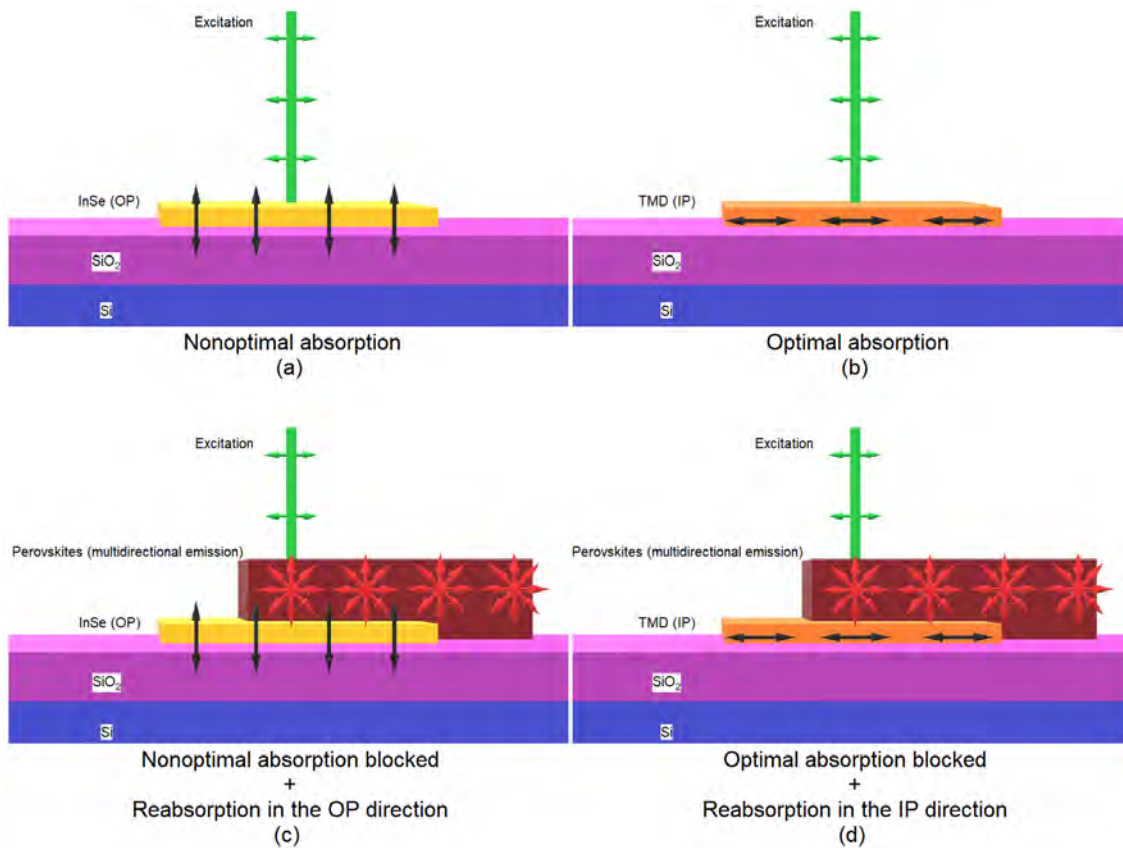 Excitation
InSe (OP)
SiO₂
Si
Nonoptimal absorption
(a)
Excitation
TMD (IP)
SiO₂
Si
Optimal absorption
(b)
Excitation
Perovskites (multidirectional emission)
InSe (OP)
SiO₂
Si
Nonoptimal absorption blocked
+
Reabsorption in the OP direction
(c)
Excitation
Perovskites (multidirectional emission)
TMD (IP)
SiO₂
Si
Optimal absorption blocked
+
Reabsorption in the IP direction
(d)